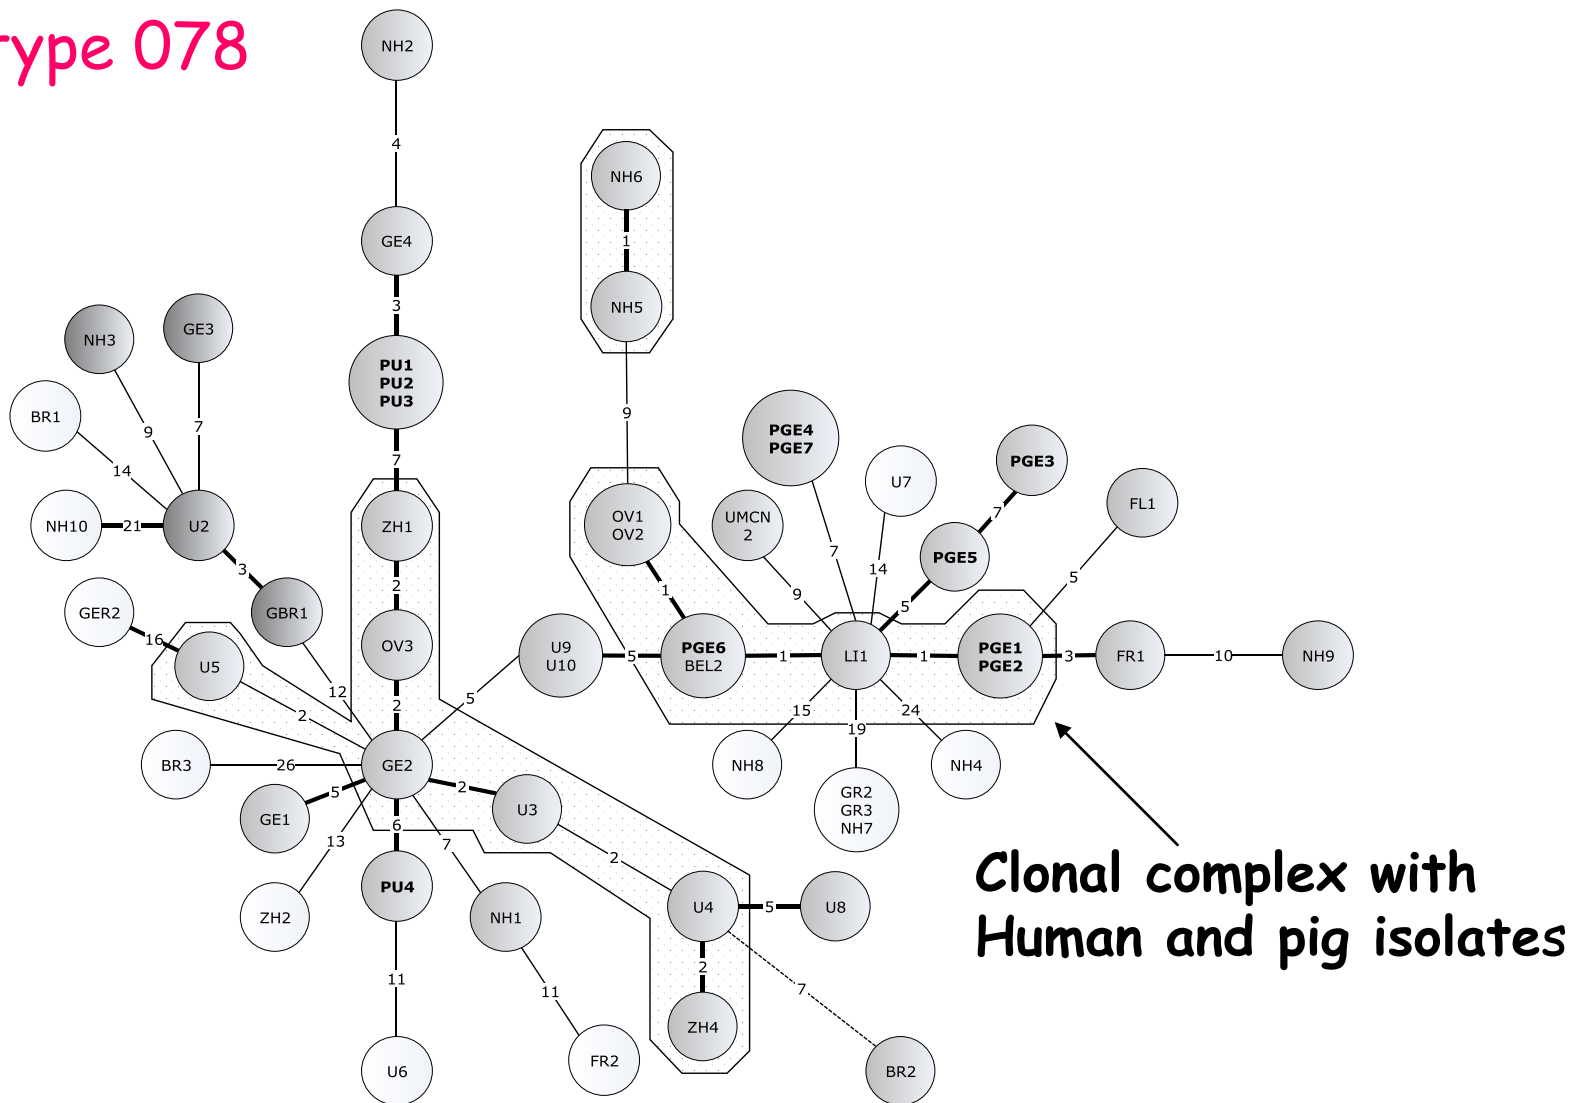 rype 078
NH2
4
GE4
3
PU1
PU2
PU3
7
ZH1
2
OV3
2
GE2
NH6
1
NH5
9
OV1
OV2
1
PGE6
BEL2
NH3
GE3
BR1
9
7
14
NH10
21
U2
3
GBR1
12
GER2
16
U5
2
BR3
26
GE1
5
13
ZH2
6
PU4
11
U6
7
NH1
11
FR2
2
U3
2
U4
5
U8
2
ZH4
7
BR2
5
U9
U10
5
1
LI1
UMCN
2
9
PGE4
PGE7
7
U7
14
PGE3
7
PGE5
5
FL1
5
1
PGE1
PGE2
3
FR1
10
NH9
15
NH8
19
GR2
GR3
NH7
24
NH4
Clonal complex with
Human and pig isolates